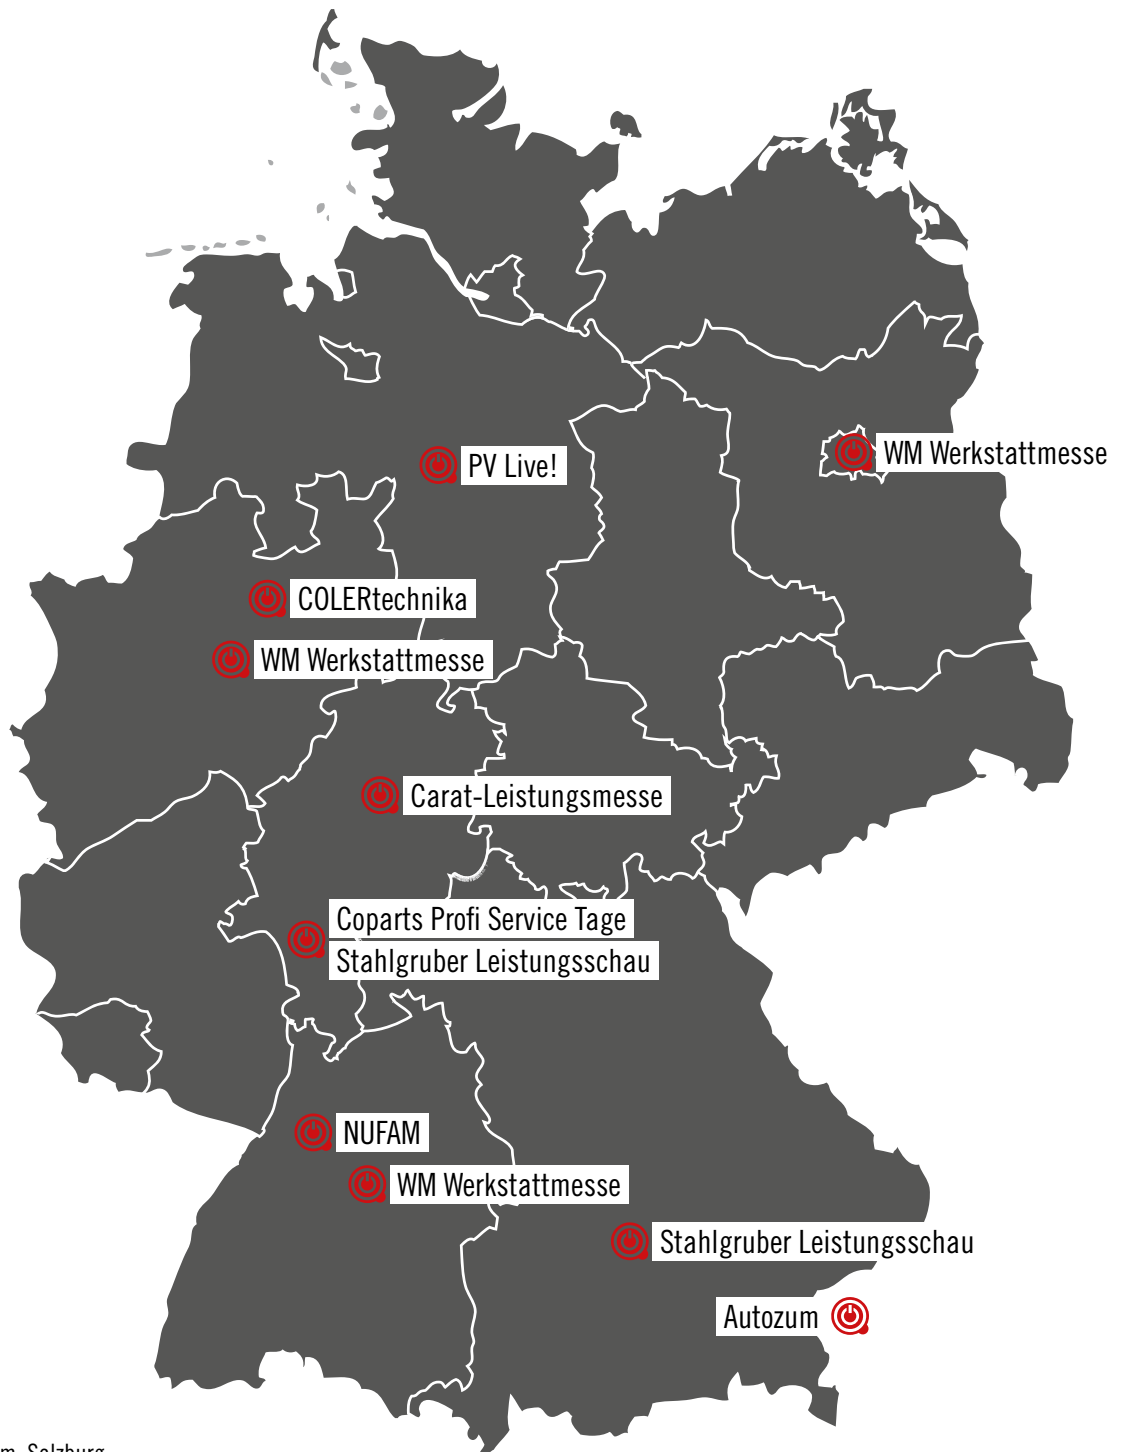 WM Werkstattmesse
PV Live!
COLERtechnika
WM Werkstattmesse
Carat-Leistungsmesse
Coparts Profi Service Tage
Stahlgruber Leistungsschau
NUFAM
WM Werkstattmesse
Stahlgruber Leistungsschau
Autozum
Salzburg